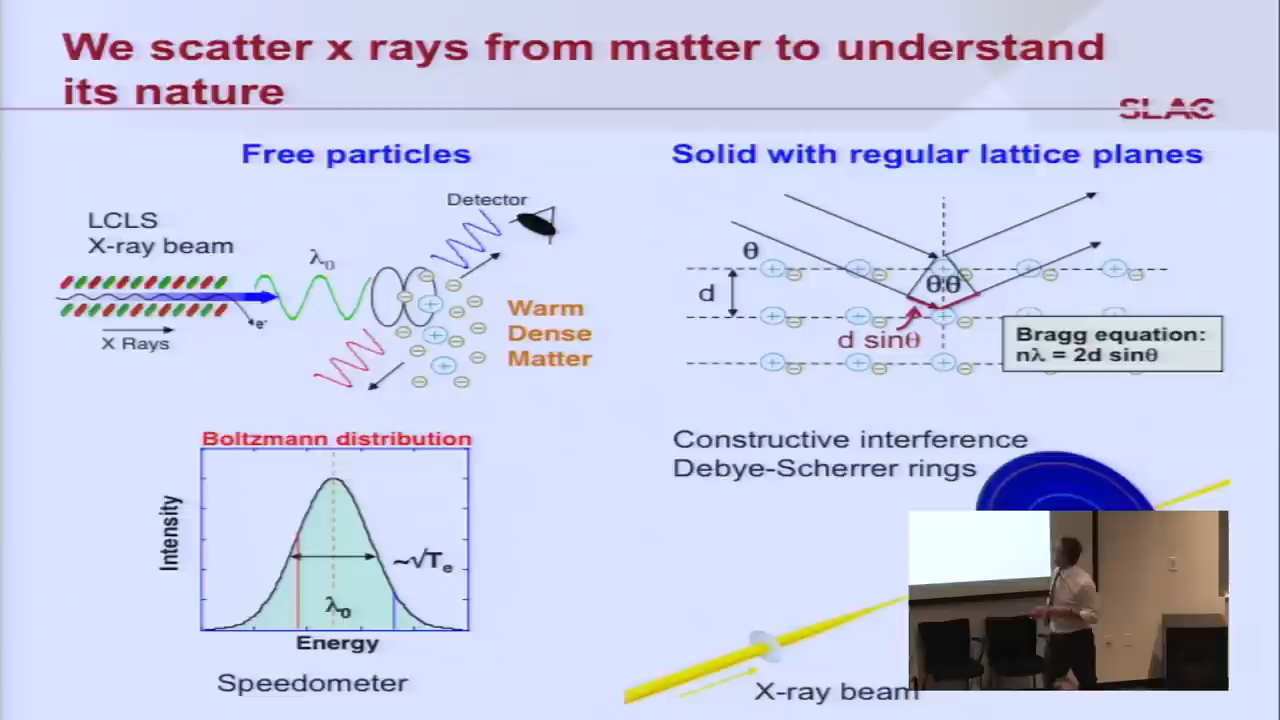 We scatter x rays from matter to understand
its nature
SLAC
Free particles
Solid with regular lattice planes
LCLS
X-ray beam
λ₀
Detector
e⁻
X Rays
Warm
Dense
Matter
θ
d
θ θ
d sinθ
Bragg equation:
nλ = 2d sinθ
Boltzmann distribution
Intensity
~√Tₑ
λ₀
Energy
Speedometer
Constructive interference
Debye-Scherrer rings
X-ray beam